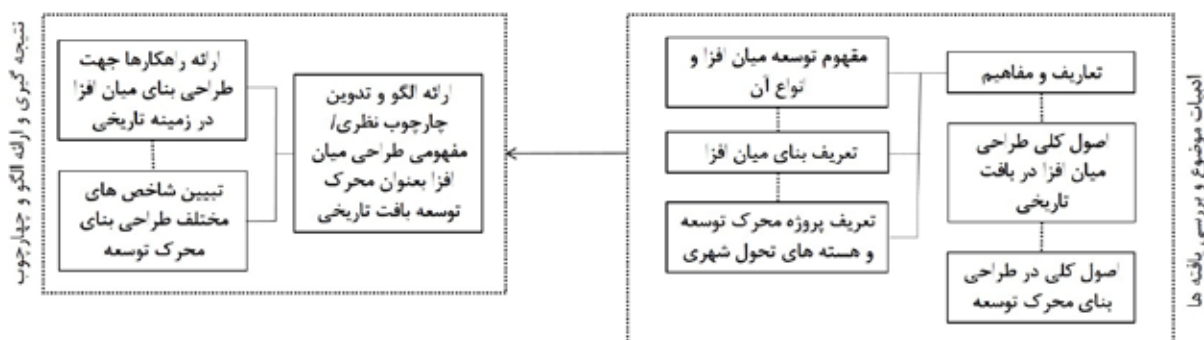 ادبیات موضوع و بررسی یافته ها
تعاریف و مفاهیم
اصول کلی طراحی
میان افزا در بافت
تاریخی
اصول کلی در طراحی
بنای محرک توسعه
مفهوم توسعه میان افزا و
انواع آن
تعریف بنای میان افزا
تعریف پروژه محرک توسعه
و هسته های تحول شهری
ارائه الگو و تدوین
چارچوب نظری/
مفهومی طراحی میان
افزا بعنوان محرک
توسعه بافت تاریخی
ارائه راهکارها جهت
طراحی بنای میان افزا
در زمینه تاریخی
تبیین شاخص های
مختلف طراحی بنای
محرک توسعه
نتیجه گیری و ارائه الگو و چهارچوب